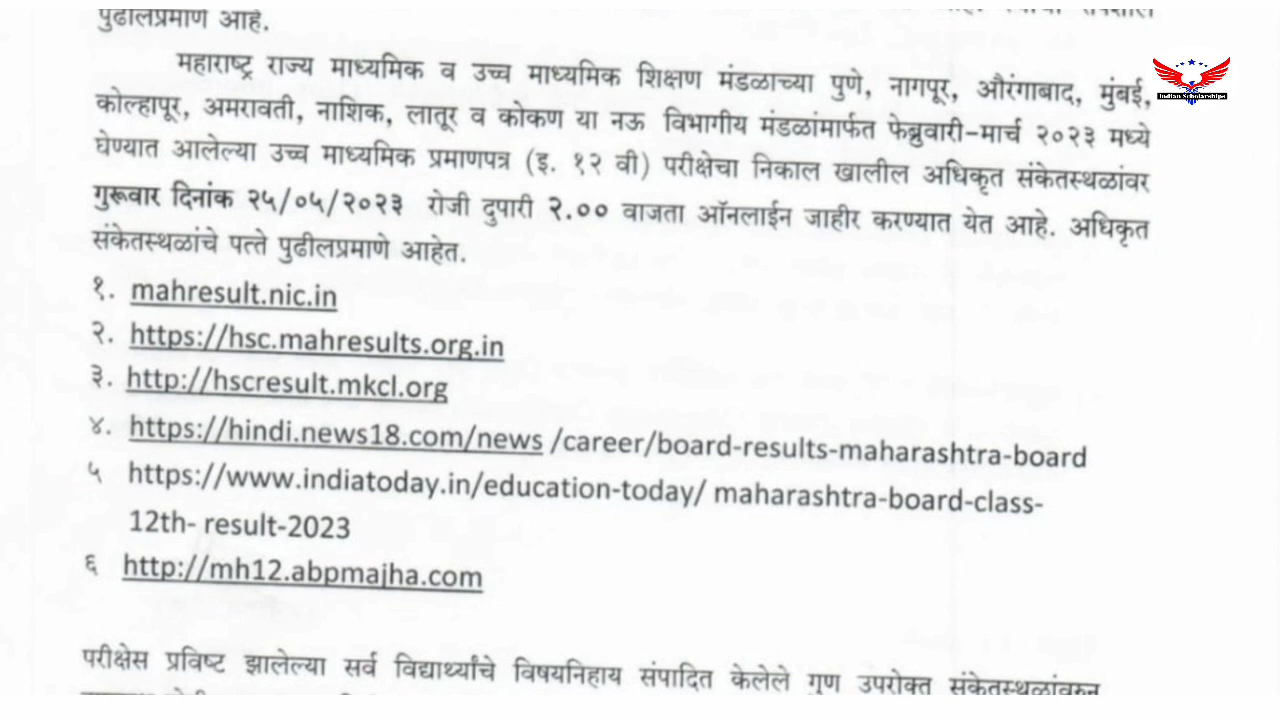 पुढीलप्रमाणे आहे.
महाराष्ट्र राज्य माध्यमिक व उच्च माध्यमिक शिक्षण मंडळाच्या पुणे, नागपूर, औरंगाबाद, मुंबई,
कोल्हापूर, अमरावती, नाशिक, लातूर व कोकण या नऊ विभागीय मंडळांमार्फत फेब्रुवारी-मार्च २०२३ मध्ये
घेण्यात आलेल्या उच्च माध्यमिक प्रमाणपत्र (इ. १२ वी) परीक्षेचा निकाल खालील अधिकृत संकेतस्थळांवर
गुरूवार दिनांक २५/०५/२०२३ रोजी दुपारी २.०० वाजता ऑनलाईन जाहीर करण्यात येत आहे. अधिकृत
संकेतस्थळांचे पत्ते पुढीलप्रमाणे आहेत.
१. mahresult.nic.in
२. https://hsc.mahresults.org.in
३. http://hscresult.mkcl.org
४. https://hindi.news18.com/news /career/board-results-maharashtra-board
५ https://www.indiatoday.in/education-today/ maharashtra-board-class-
12th- result-2023
६ http://mh12.abpmajha.com
परीक्षेस प्रविष्ट झालेल्या सर्व विद्यार्थ्यांचे विषयनिहाय संपादित केलेले गुण उपरोक्त संकेतस्थळांवरुन
Indian Scholarships